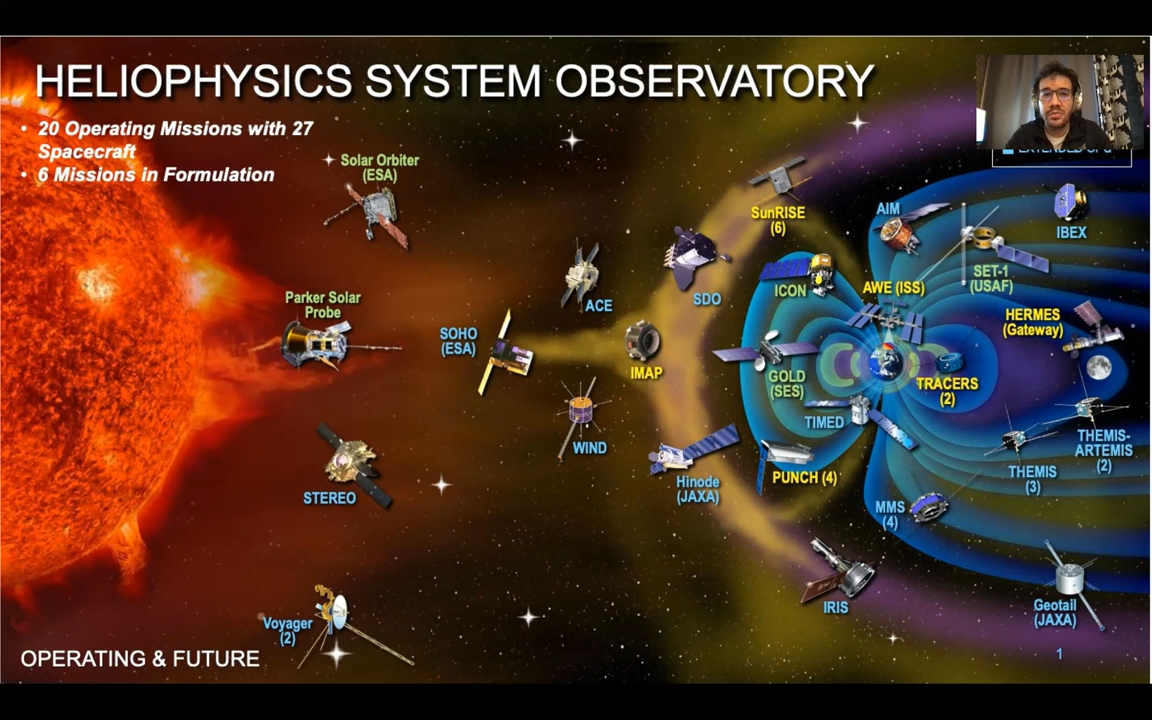 HELIOPHYSICS SYSTEM OBSERVATORY
• 20 Operating Missions with 27
Spacecraft
• 6 Missions in Formulation
Solar Orbiter
(ESA)
SunRISE
(6)
AIM
IBEX
SET-1
(USAF)
ICON
AWE (ISS)
SDO
ACE
Parker Solar
Probe
SOHO
(ESA)
HERMES
(Gateway)
IMAP
GOLD
(SES)
TRACERS
(2)
TIMED
WIND
THEMIS-
ARTEMIS
(2)
THEMIS
(3)
PUNCH (4)
Hinode
(JAXA)
STEREO
MMS
(4)
IRIS
Geotail
(JAXA)
Voyager
(2)
OPERATING & FUTURE
1